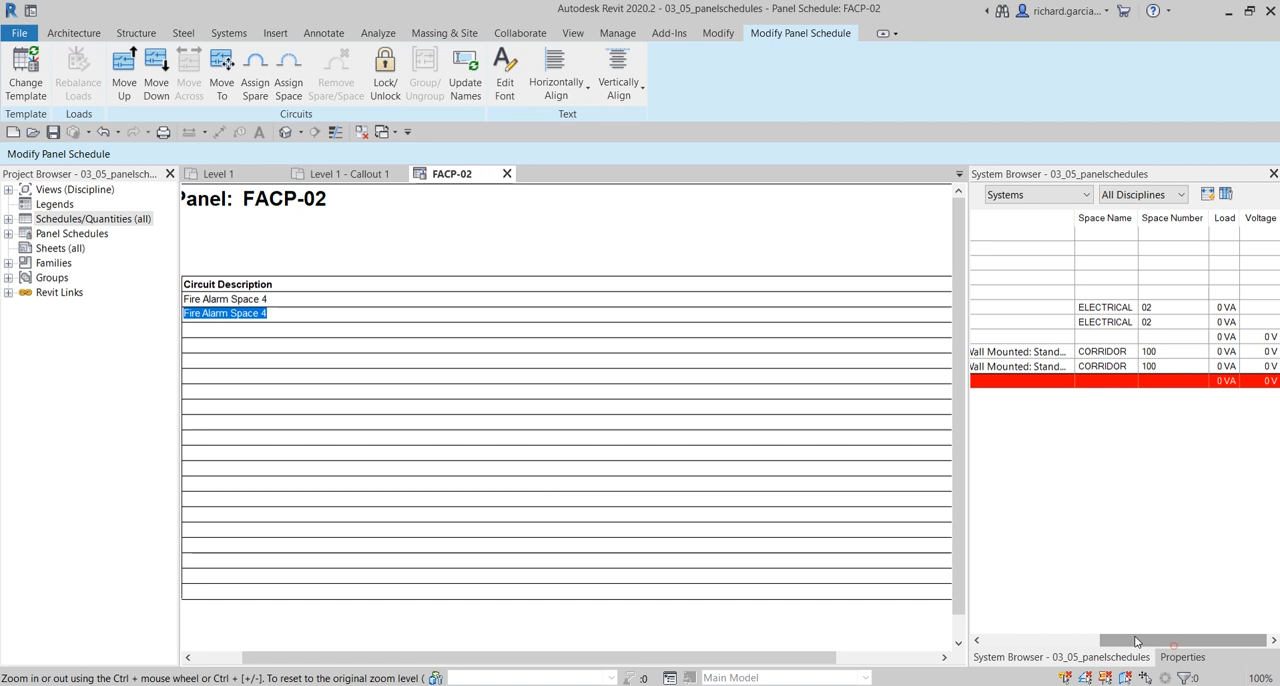 Autodesk Revit 2020.2 - 03_05_panelschedules - Panel Schedule: FACP-02
richard.garcia...
File Architecture Structure Steel Systems Insert Annotate Analyze Massing & Site Collaborate View Manage Add-Ins Modify Modify Panel Schedule
Change Rebalance Move Move Move Move Assign Assign Remove Lock/ Group/ Update Edit Horizontally Vertically
Template Loads Up Down Across To Spare Space Spare/Space Unlock Ungroup Names Font Align Align
Template Loads Circuits Text
Modify Panel Schedule
Project Browser - 03_05_panelsch...
Level 1 Level 1 - Callout 1 FACP-02
System Browser - 03_05_panelschedules
Views (Discipline)
Legends
Schedules/Quantities (all)
Panel Schedules
Sheets (all)
Families
Groups
Revit Links
Panel: FACP-02
Circuit Description
Fire Alarm Space 4
Fire Alarm Space 4
Systems All Disciplines
Space Name Space Number Load Voltage
ELECTRICAL 02 0 VA
ELECTRICAL 02 0 VA
0 VA 0 V
Wall Mounted: Stand... CORRIDOR 100 0 VA 0 V
Wall Mounted: Stand... CORRIDOR 100 0 VA 0 V
0 VA 0 V
System Browser - 03_05_panelschedules Properties
Zoom in or out using the Ctrl + mouse wheel or Ctrl + [+/-]. To reset to the original zoom level (
:0
Main Model
:0
100%